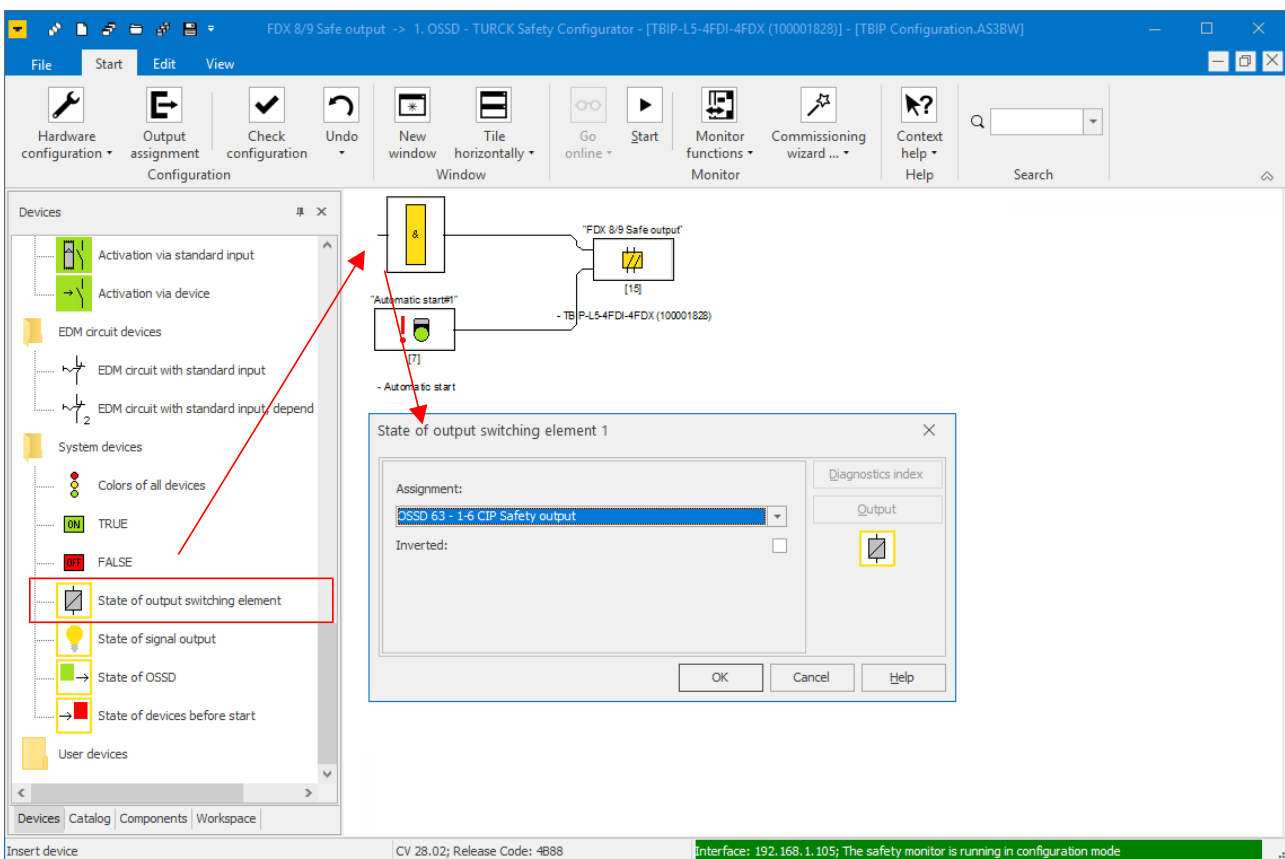 FDX 8/9 Safe output -> 1. OSSD - TURCK Safety Configurator - [TBIP-L5-4FDI-4FDX (100001828)] - [TBIP Configuration.AS3BW]
File Start Edit View
Hardware configuration
Output assignment
Check configuration
Undo
Configuration
New window
Tile horizontally
Window
Go online
Start
Monitor functions
Commissioning wizard ...
Monitor
Context help
Help
Search
Devices
Activation via standard input
Activation via device
EDM circuit devices
EDM circuit with standard input
2
EDM circuit with standard input, depend
System devices
Colors of all devices
ON
TRUE
OFF
FALSE
State of output switching element
State of signal output
State of OSSD
State of devices before start
User devices
Devices Catalog Components Workspace
&
"FDX 8/9 Safe output"
[15]
- TBIP-L5-4FDI-4FDX (100001828)
"Automatic start#1"
!
[7]
- Automatic start
State of output switching element 1
Assignment:
OSSD 63 - 1-6 CIP Safety output
Inverted:
Diagnostics index
Output
OK Cancel Help
Insert device
CV 28.02; Release Code: 4B88
Interface: 192.168.1.105; The safety monitor is running in configuration mode